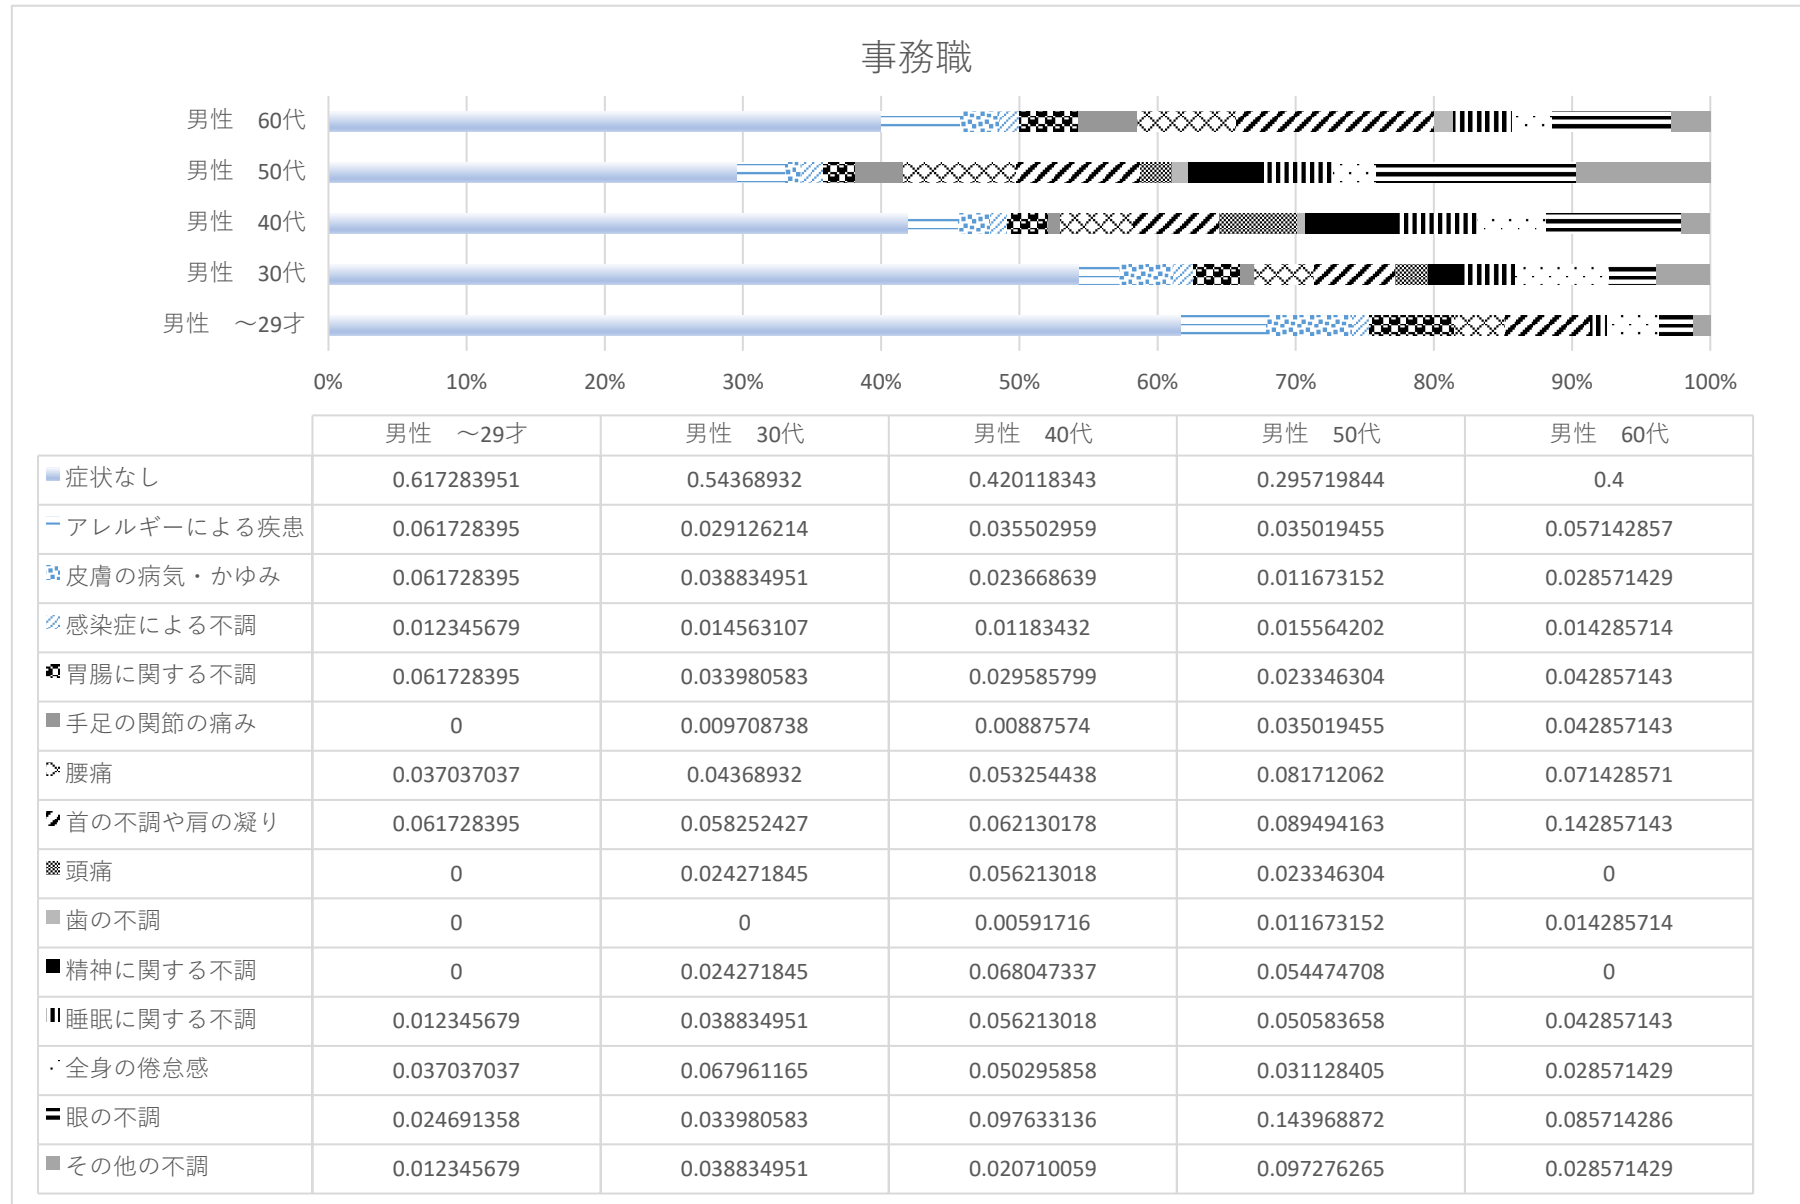 事務職
男性　60代
男性　50代
男性　40代
男性　30代
男性　～29才
0% 10% 20% 30% 40% 50% 60% 70% 80% 90% 100%
男性　～29才 男性　30代 男性　40代 男性　50代 男性　60代
症状なし 0.617283951 0.54368932 0.420118343 0.295719844 0.4
アレルギーによる疾患 0.061728395 0.029126214 0.035502959 0.035019455 0.057142857
皮膚の病気・かゆみ 0.061728395 0.038834951 0.023668639 0.011673152 0.028571429
感染症による不調 0.012345679 0.014563107 0.01183432 0.015564202 0.014285714
胃腸に関する不調 0.061728395 0.033980583 0.029585799 0.023346304 0.042857143
手足の関節の痛み 0 0.009708738 0.00887574 0.035019455 0.042857143
腰痛 0.037037037 0.04368932 0.053254438 0.081712062 0.071428571
首の不調や肩の凝り 0.061728395 0.058252427 0.062130178 0.089494163 0.142857143
頭痛 0 0.024271845 0.056213018 0.023346304 0
歯の不調 0 0 0.00591716 0.011673152 0.014285714
精神に関する不調 0 0.024271845 0.068047337 0.054474708 0
睡眠に関する不調 0.012345679 0.038834951 0.056213018 0.050583658 0.042857143
全身の倦怠感 0.037037037 0.067961165 0.050295858 0.031128405 0.028571429
眼の不調 0.024691358 0.033980583 0.097633136 0.143968872 0.085714286
その他の不調 0.012345679 0.038834951 0.020710059 0.097276265 0.028571429